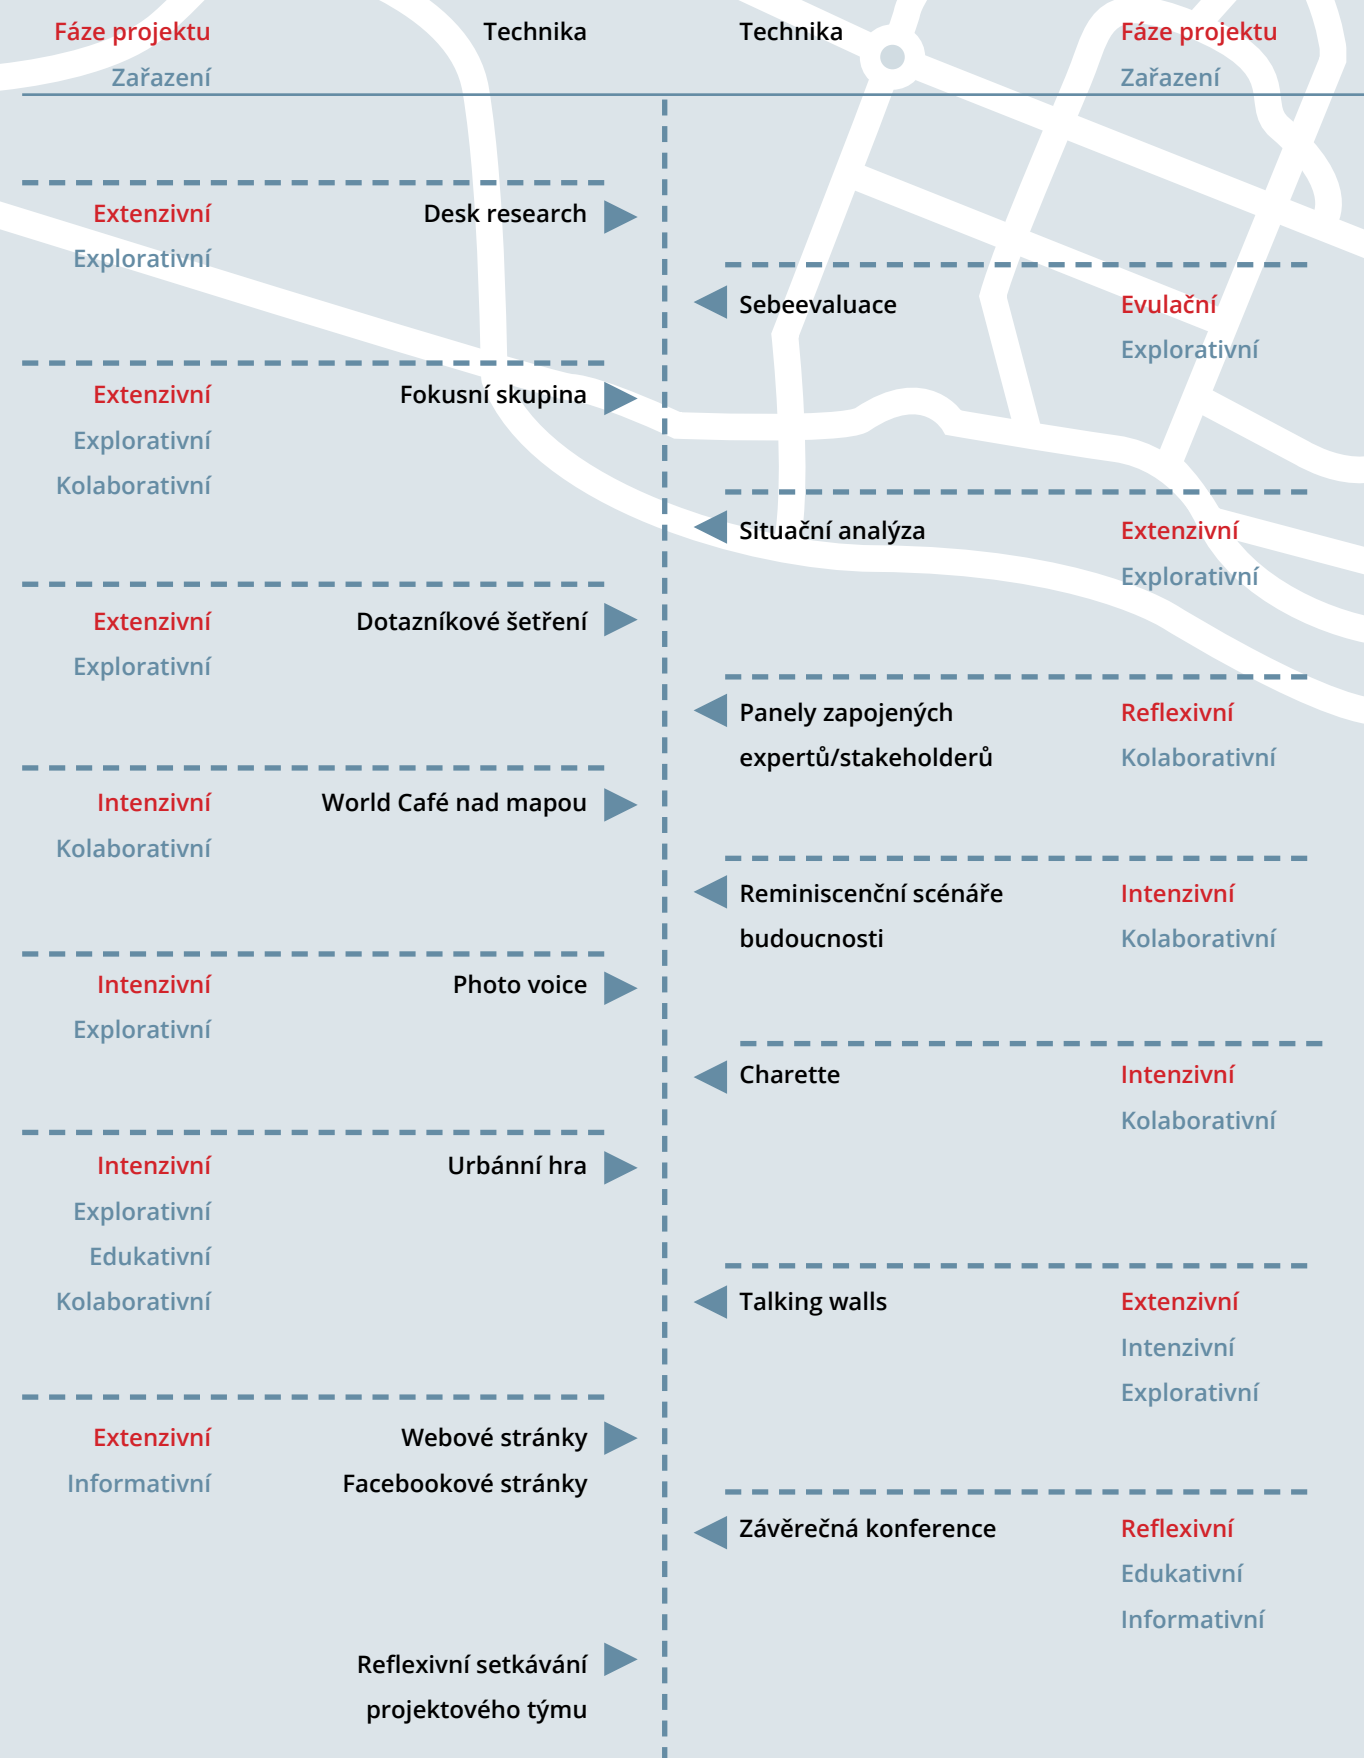 Fáze projektu Technika Technika Fáze projektu
Zařazení Zařazení
Extenzivní Desk research
Explorativní
Sebeevaluace Evulační
Explorativní
Extenzivní Fokusní skupina
Explorativní
Kolaborativní
Situační analýza Extenzivní
Explorativní
Extenzivní Dotazníkové šetření
Explorativní
Panely zapojených Reflexivní
expertů/stakeholderů Kolaborativní
Intenzivní World Café nad mapou
Kolaborativní
Reminiscenční scénáře Intenzivní
budoucnosti Kolaborativní
Intenzivní Photo voice
Explorativní
Charette Intenzivní
Kolaborativní
Intenzivní Urbánní hra
Explorativní
Edukativní
Kolaborativní
Talking walls Extenzivní
Intenzivní
Explorativní
Extenzivní Webové stránky
Informativní Facebookové stránky
Závěrečná konference Reflexivní
Edukativní
Informativní
Reflexivní setkávání
projektového týmu